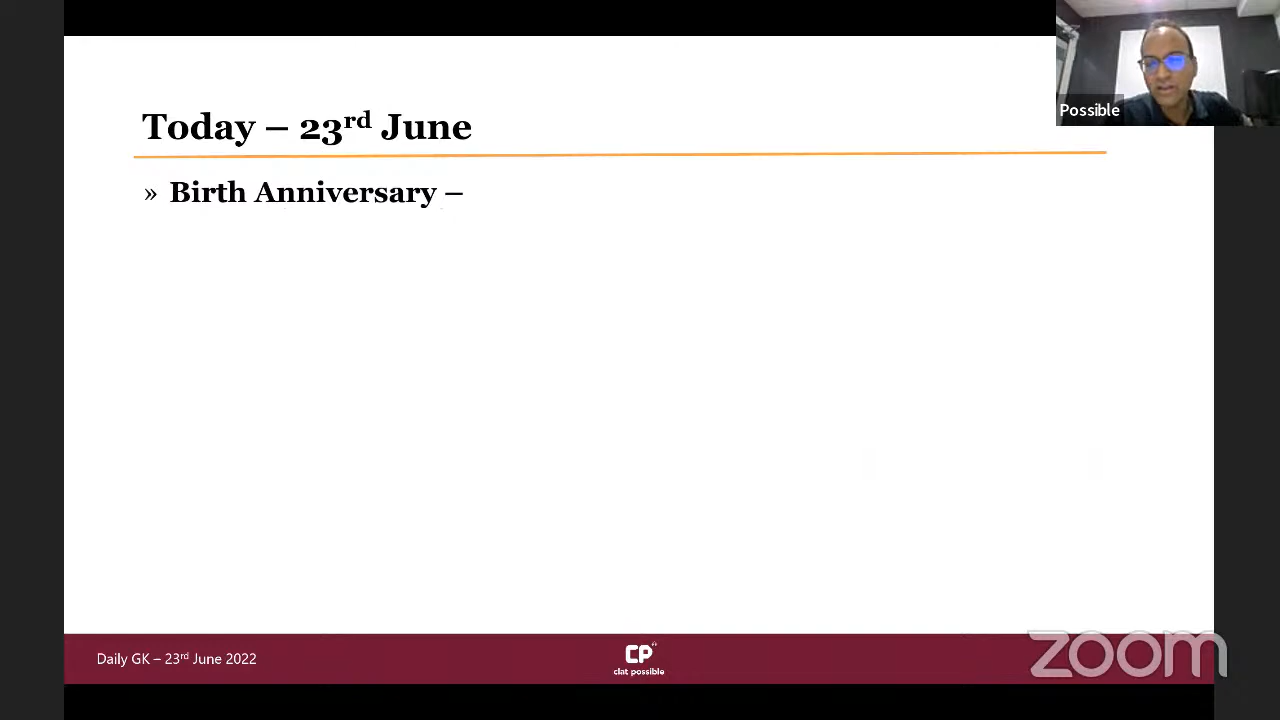 Possible
Today – 23rd June
» Birth Anniversary –
Daily GK – 23rd June 2022
CP
clat possible
zoom